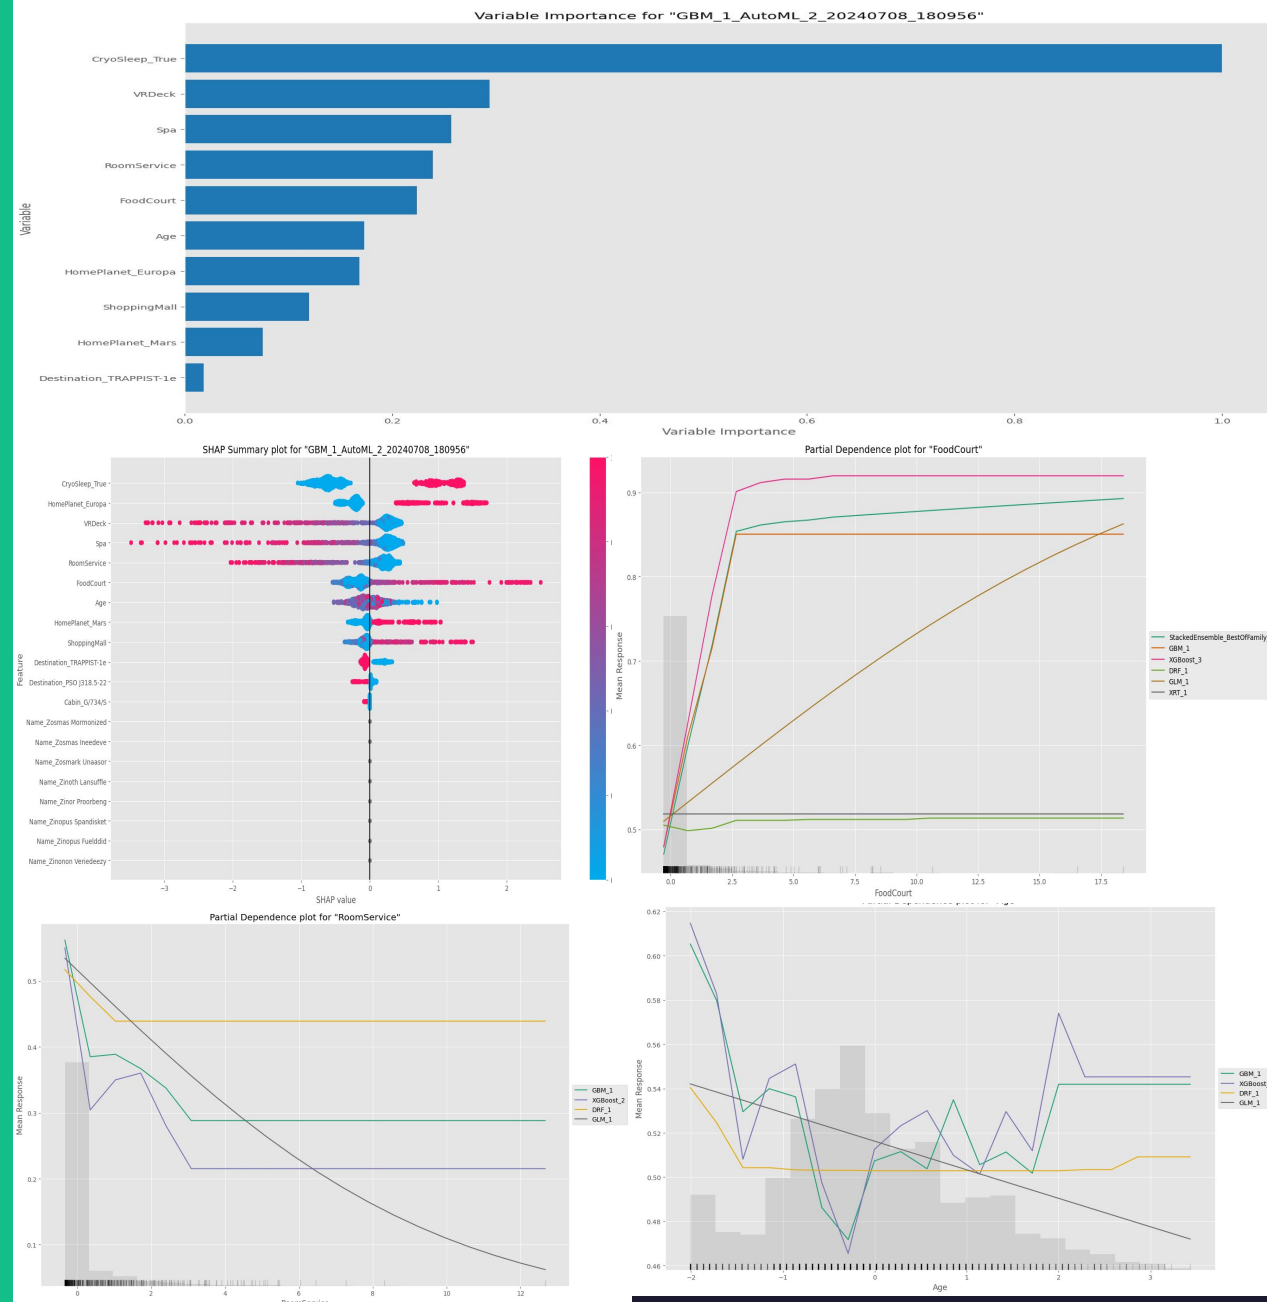 Variable Importance for "GBM_1_AutoML_2_20240708_180956"
Variable
CryoSleep_True
VRDeck
Spa
RoomService
FoodCourt
Age
HomePlanet_Europa
ShoppingMall
HomePlanet_Mars
Destination_TRAPPIST-1e
0.0 0.2 0.4 0.6 0.8 1.0
Variable Importance
SHAP Summary plot for "GBM_1_AutoML_2_20240708_180956"
Feature
CryoSleep_True
HomePlanet_Europa
VRDeck
Spa
RoomService
FoodCourt
Age
HomePlanet_Mars
ShoppingMall
Destination_TRAPPIST-1e
Destination_PSO J318.5-22
Cabin_G/734/S
Name_Zosmas Mormonized
Name_Zosmas Ineedeve
Name_Zosmark Unaasor
Name_Zinoth Lansuffle
Name_Zinor Proorbeng
Name_Zinopus Spandisket
Name_Zinopus Fuelddid
Name_Zinonon Veriedeezy
−3 −2 −1 0 1 2
SHAP value
Partial Dependence plot for "FoodCourt"
Mean Response
0.9
0.8
0.7
0.6
0.5
0.0 2.5 5.0 7.5 10.0 12.5 15.0 17.5
FoodCourt
StackedEnsemble_BestOfFamily
GBM_1
XGBoost_3
DRF_1
GLM_1
XRT_1
Partial Dependence plot for "RoomService"
Mean Response
0.5
0.4
0.3
0.2
0.1
0 2 4 6 8 10 12
RoomService
GBM_1
XGBoost_2
DRF_1
GLM_1
Partial Dependence plot for "Age"
Mean Response
0.62
0.60
0.58
0.56
0.54
0.52
0.50
0.48
0.46
−2 −1 0 1 2 3
Age
GBM_1
XGBoost_
DRF_1
GLM_1